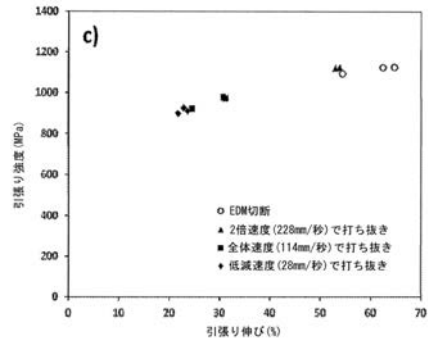 c)
1400
1200
1000
800
600
400
200
0
引張り強度(MPa)
EDM切断
2倍速度(228mm/秒)で打ち抜き
全体速度(114mm/秒)で打ち抜き
低減速度(28mm/秒)で打ち抜き
0 10 20 30 40 50 60 70
引張り伸び(%)